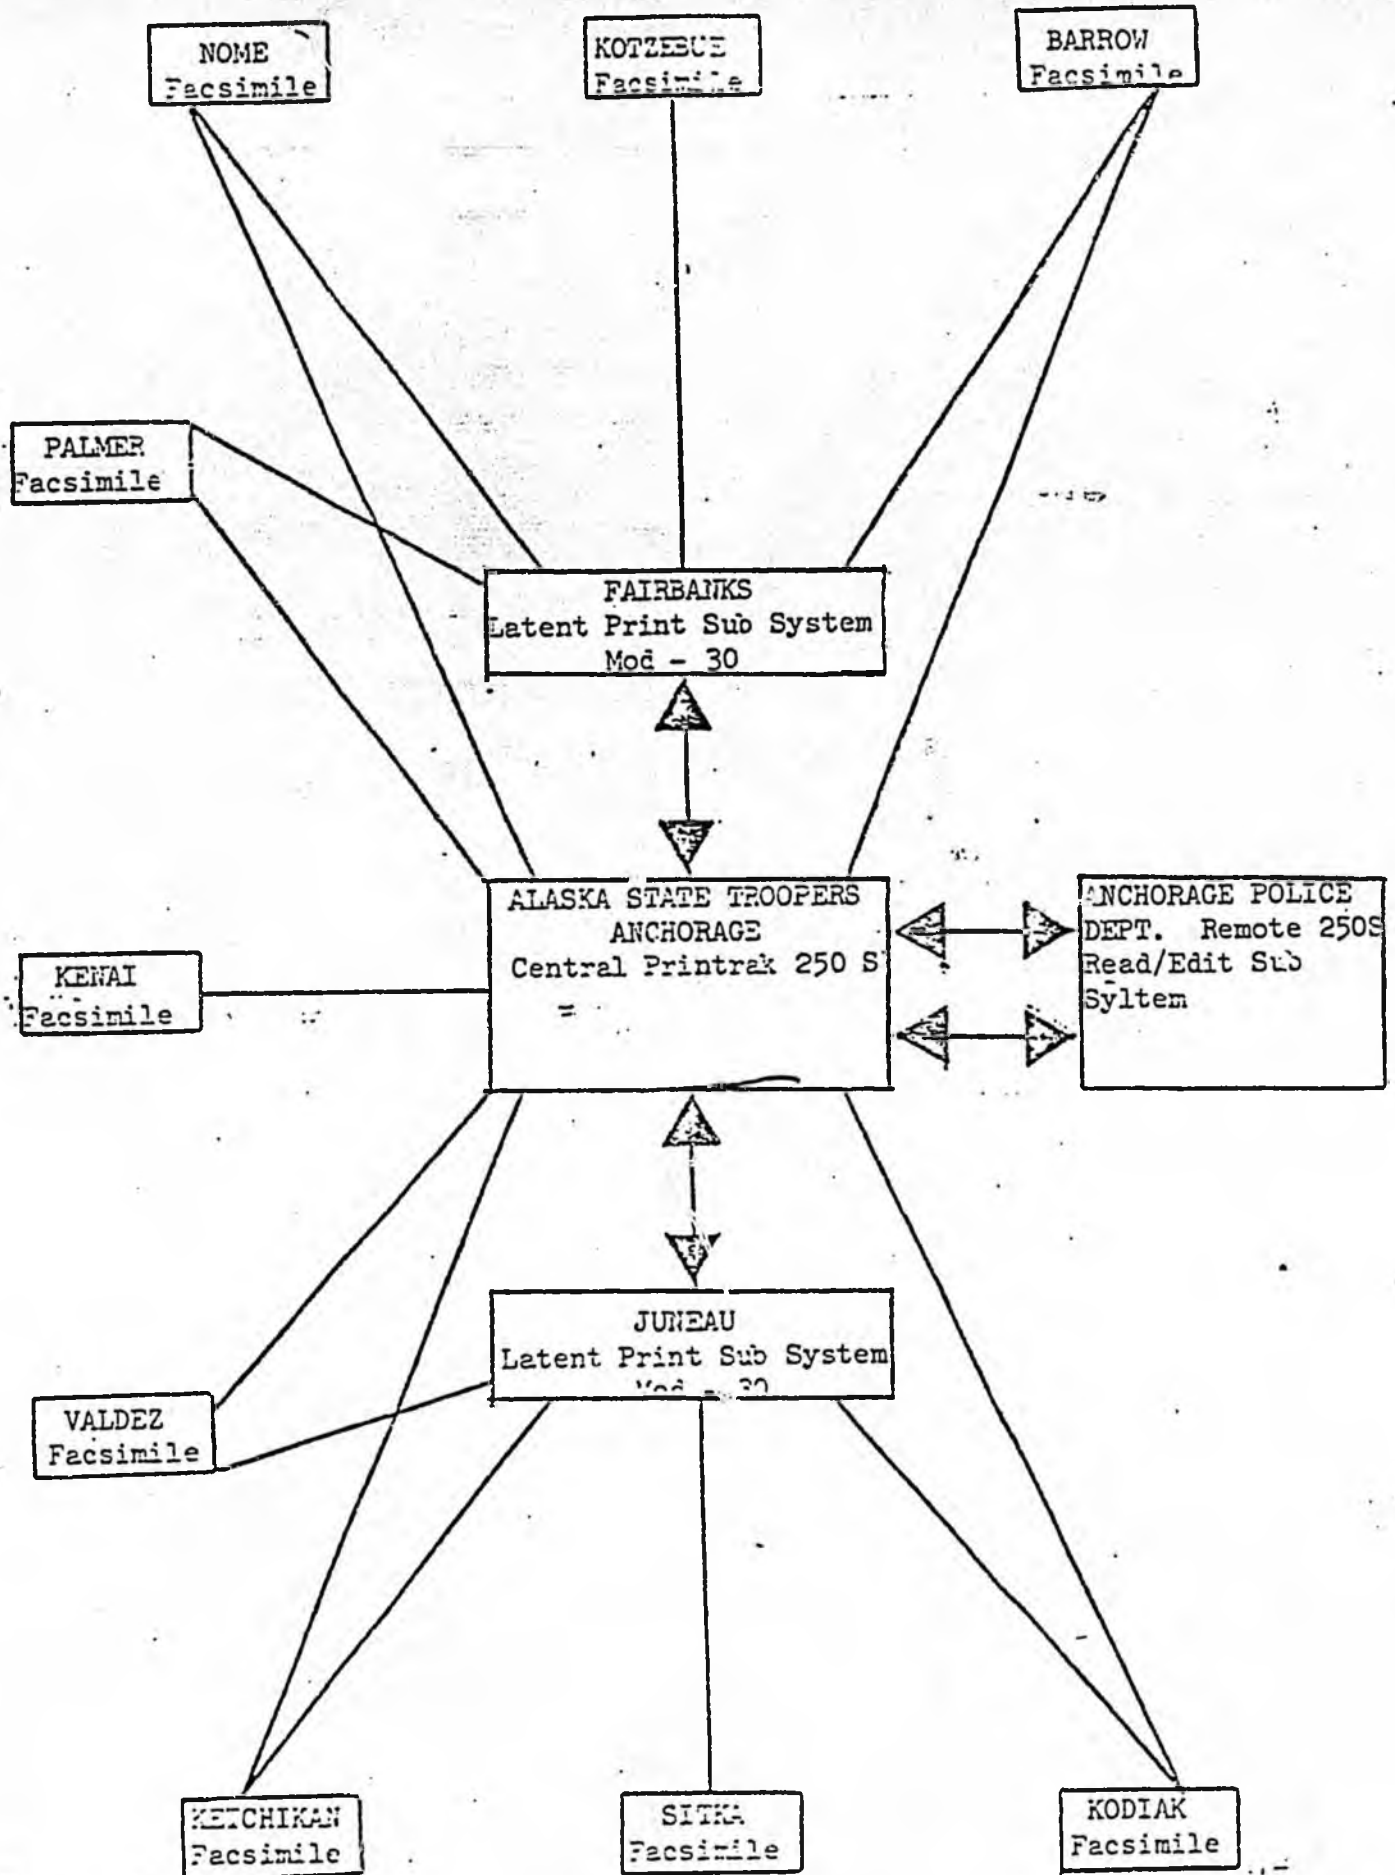 NOME
Facsimile
KOTZEBUE
Facsimile
BARROW
Facsimile
PALMER
Facsimile
FAIRBANKS
Latent Print Sub System
Mod - 30
ALASKA STATE TROOPERS
ANCHORAGE
Central Printrak 250 S
=
ANCHORAGE POLICE
DEPT. Remote 250S
Read/Edit Sub
Syltem
KENAI
Facsimile
JUNEAU
Latent Print Sub System
Mod - 30
VALDEZ
Facsimile
KETCHIKAN
Facsimile
SITKA
Facsimile
KODIAK
Facsimile